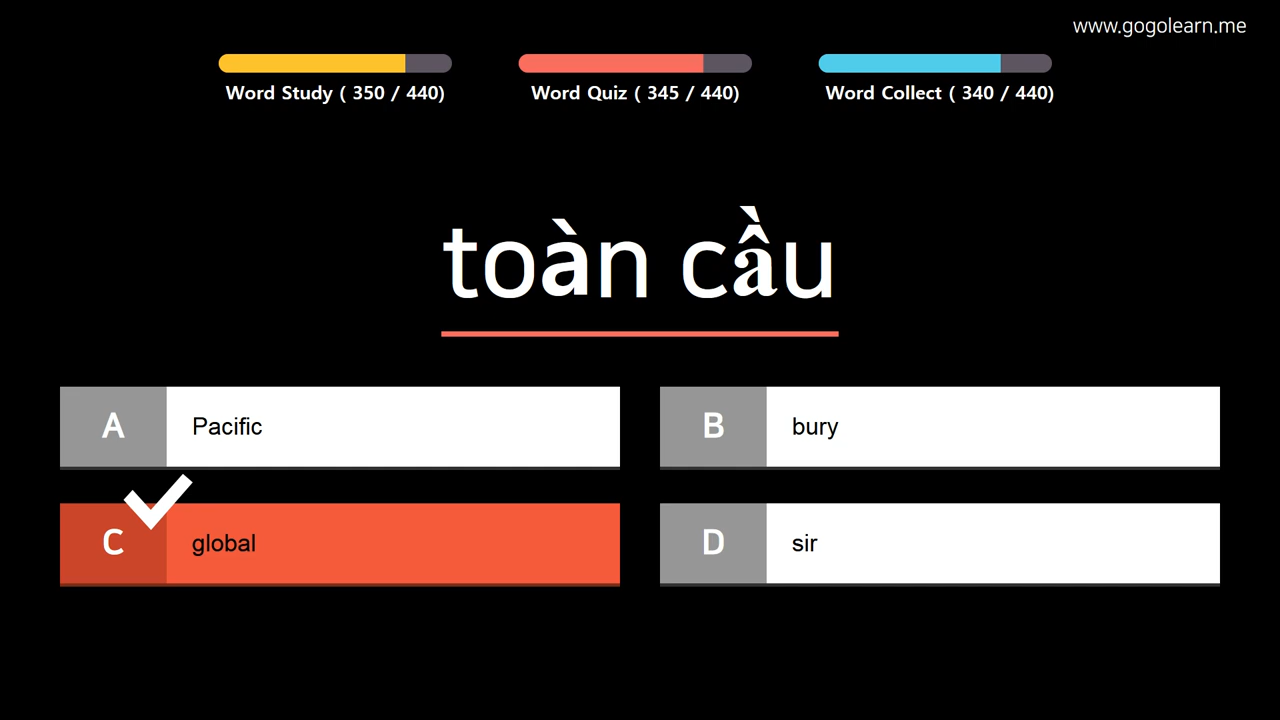 www.gogolearn.me
Word Study ( 350 / 440)
Word Quiz ( 345 / 440)
Word Collect ( 340 / 440)
toàn cầu
A Pacific
B bury
C global
D sir